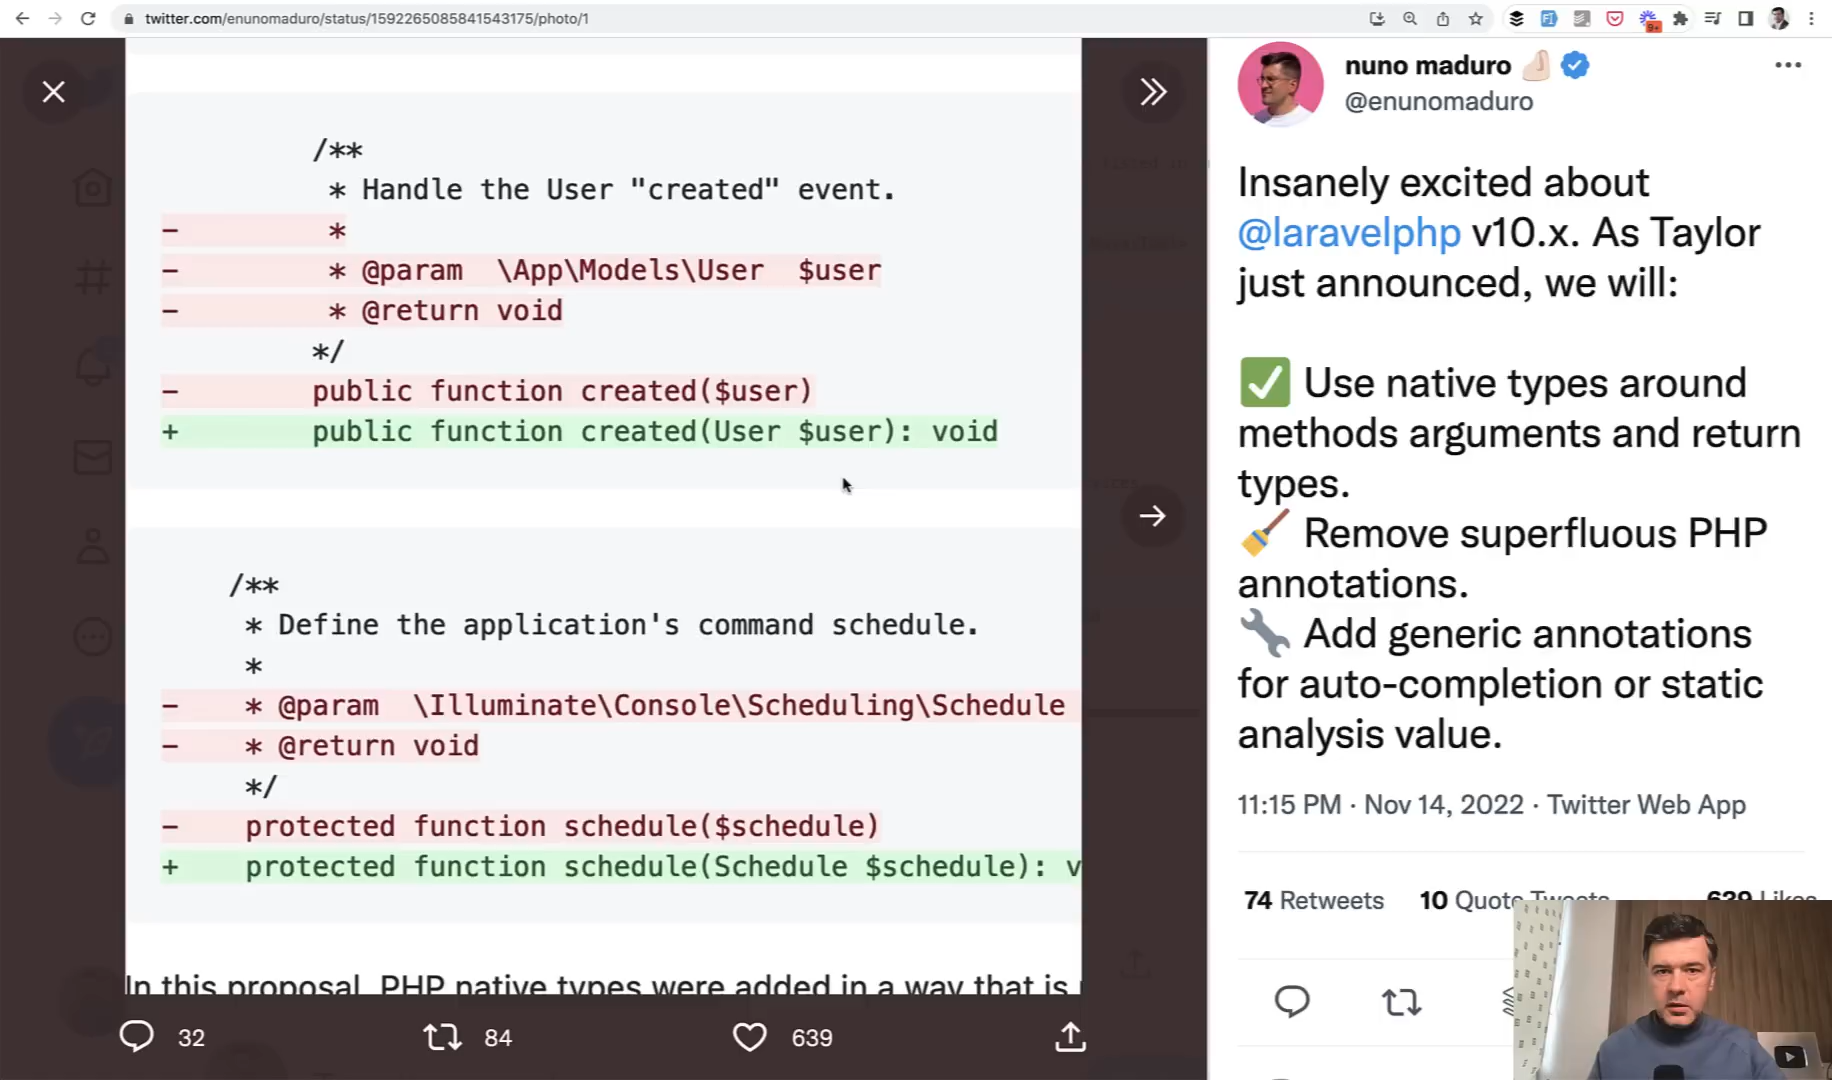 twitter.com/enunomaduro/status/1592265085841543175/photo/1
9+
/**
* Handle the User "created" event.
- *
- * @param \App\Models\User $user
- * @return void
*/
- public function created($user)
+ public function created(User $user): void
/**
* Define the application's command schedule.
*
- * @param \Illuminate\Console\Scheduling\Schedule
- * @return void
*/
- protected function schedule($schedule)
+ protected function schedule(Schedule $schedule): v
In this proposal, PHP native types were added in a way that is
32
84
639
nuno maduro
@enunomaduro
Insanely excited about
@laravelphp v10.x. As Taylor
just announced, we will:
✅ Use native types around
methods arguments and return
types.
🧹 Remove superfluous PHP
annotations.
🔧 Add generic annotations
for auto-completion or static
analysis value.
11:15 PM · Nov 14, 2022 · Twitter Web App
74 Retweets 10 Quote Tweets 639 Likes